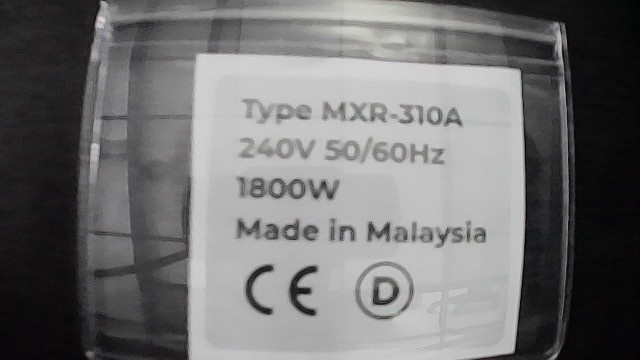 Type MXR-310A
240V 50/60Hz
1800W
Made in Malaysia
CE D